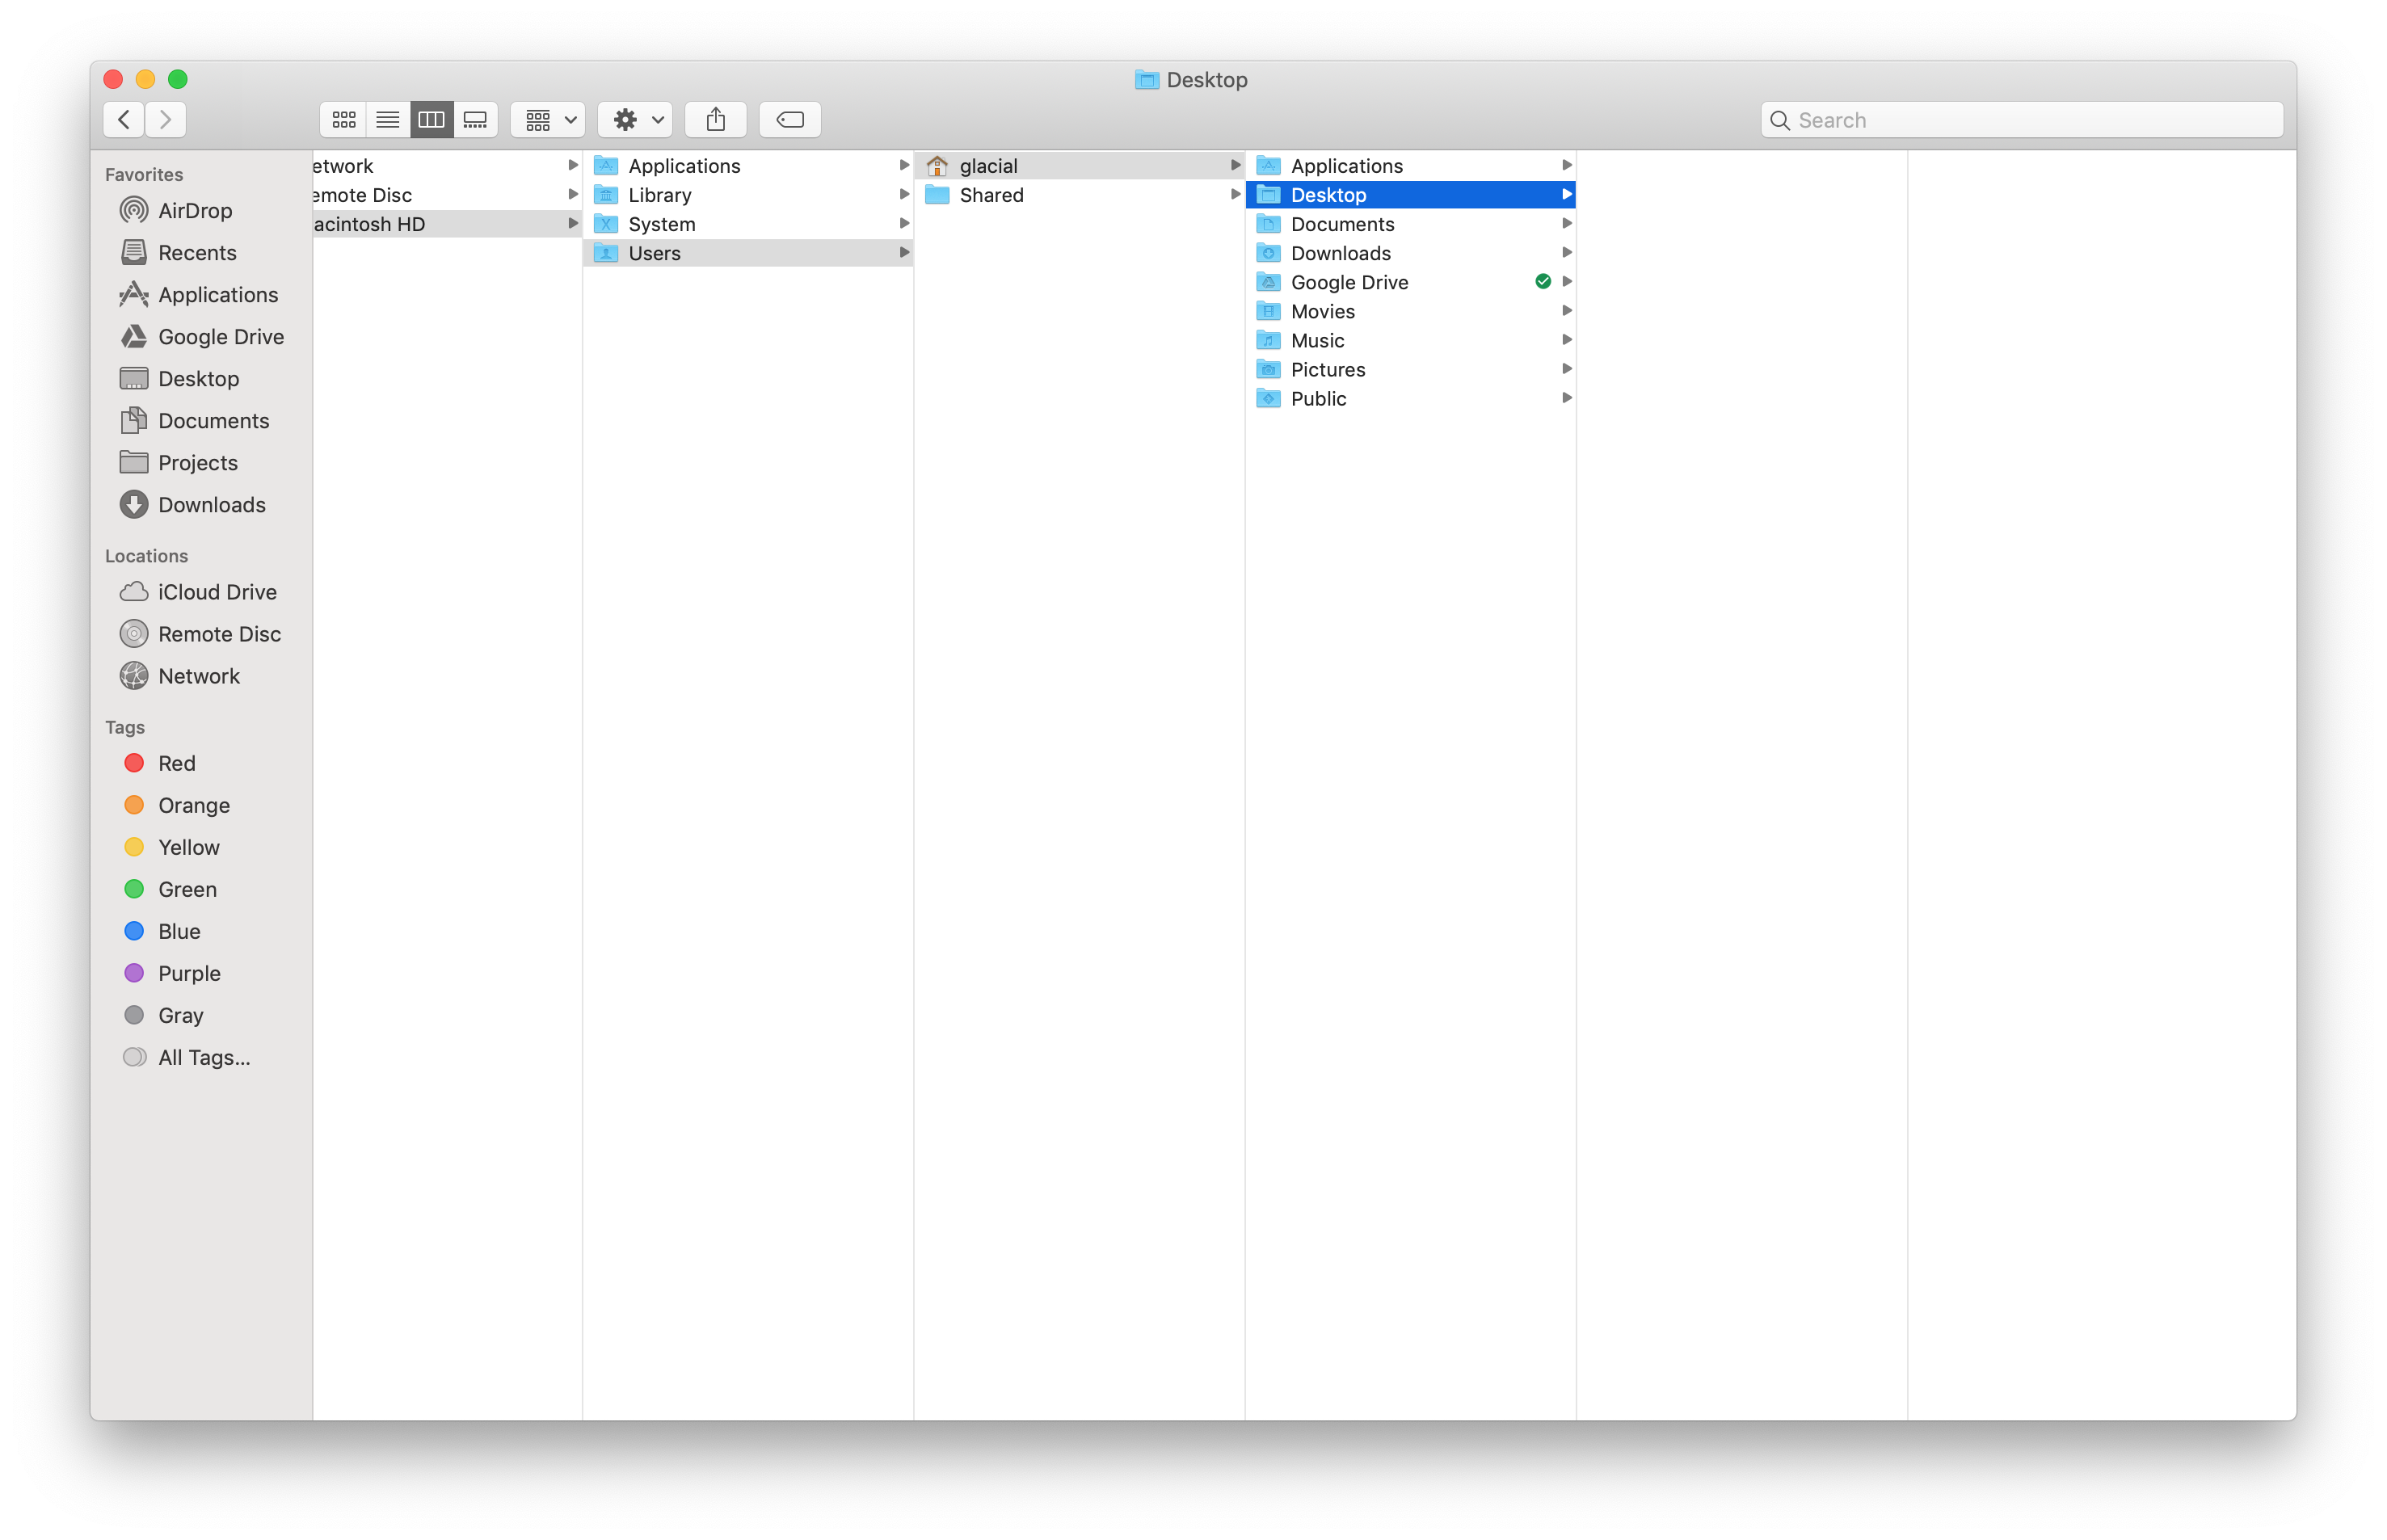 Desktop
Search
Favorites
AirDrop
Recents
Applications
Google Drive
Desktop
Documents
Projects
Downloads
Locations
iCloud Drive
Remote Disc
Network
Tags
Red
Orange
Yellow
Green
Blue
Purple
Gray
All Tags...
etwork
emote Disc
acintosh HD
Applications
Library
System
Users
glacial
Shared
Applications
Desktop
Documents
Downloads
Google Drive
Movies
Music
Pictures
Public